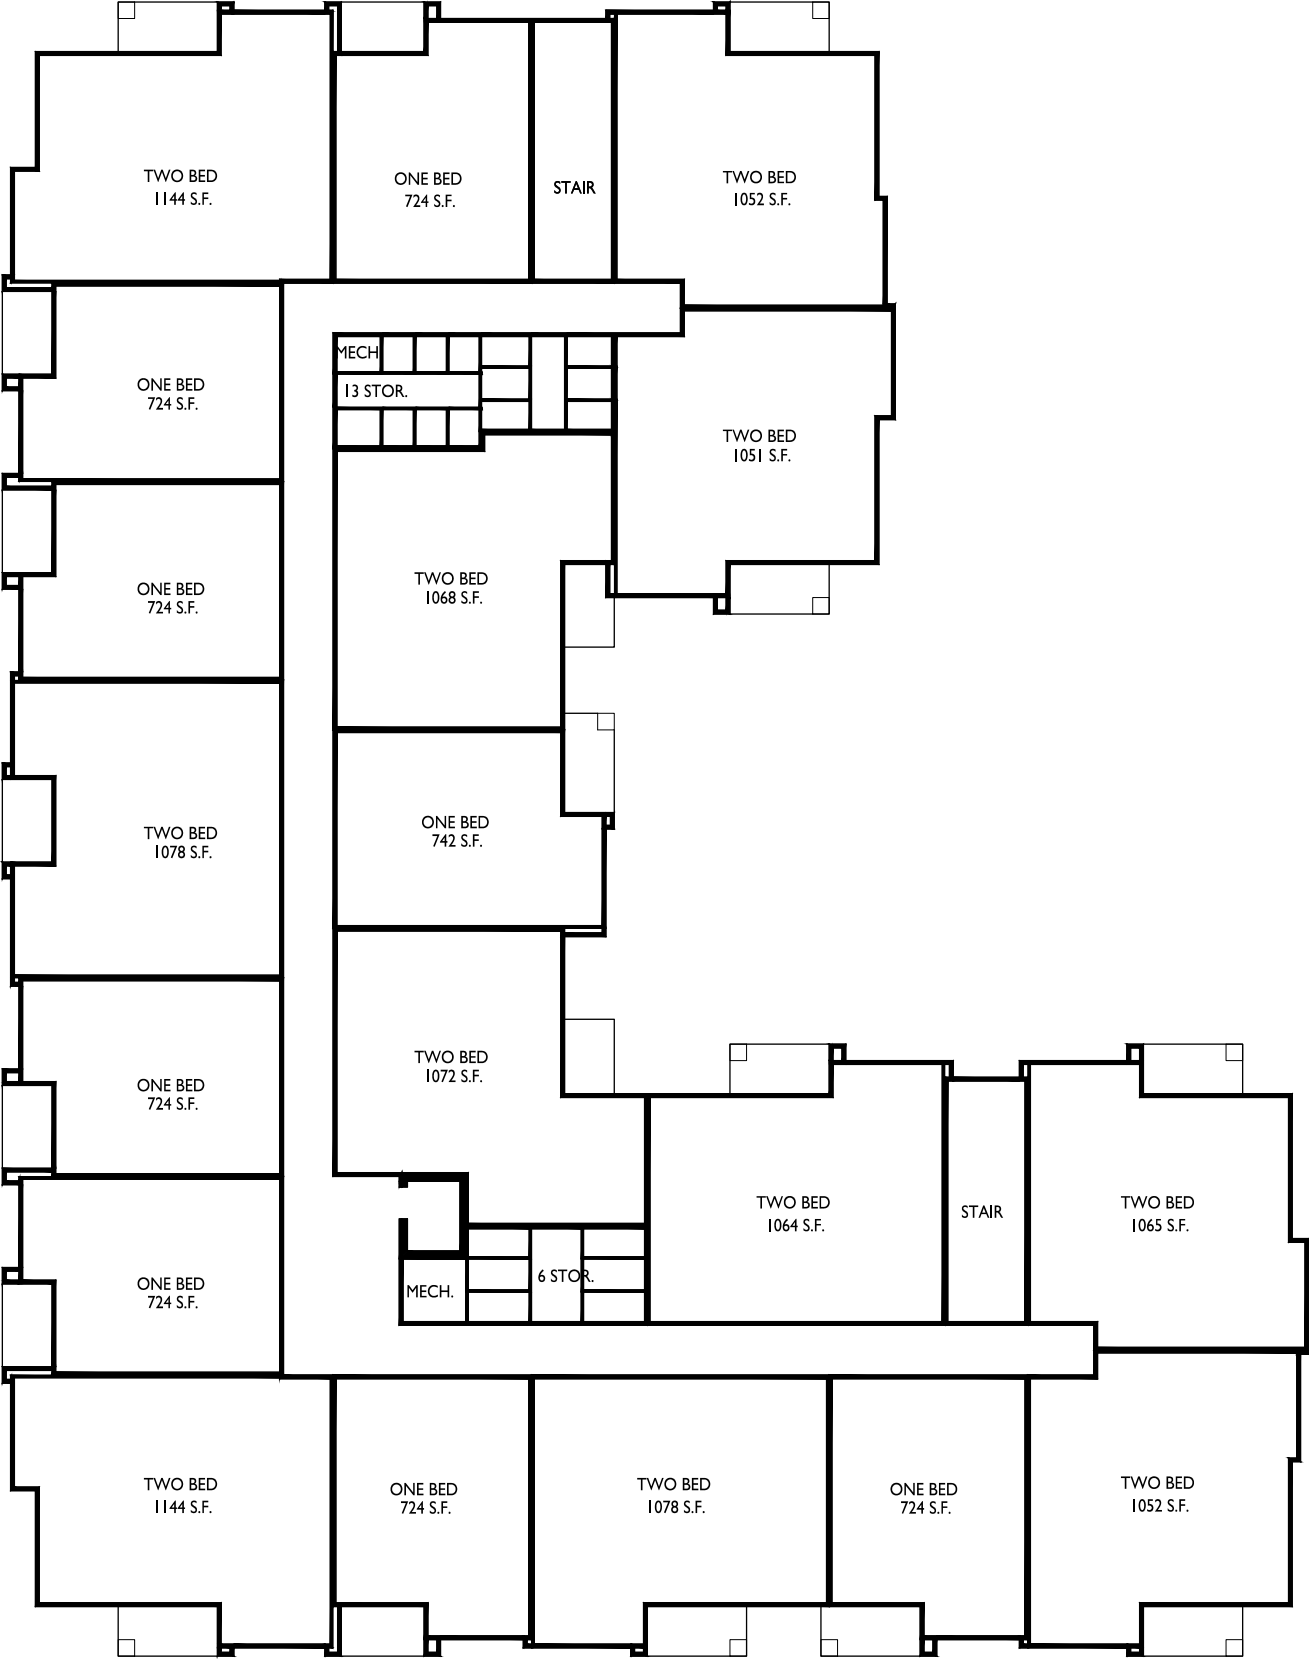 TWO BED
1144 S.F.
ONE BED
724 S.F.
STAIR
TWO BED
1052 S.F.
MECH
13 STOR.
ONE BED
724 S.F.
TWO BED
1051 S.F.
ONE BED
724 S.F.
TWO BED
1068 S.F.
TWO BED
1078 S.F.
ONE BED
742 S.F.
ONE BED
724 S.F.
TWO BED
1072 S.F.
ONE BED
724 S.F.
TWO BED
1064 S.F.
STAIR
TWO BED
1065 S.F.
MECH.
6 STOR.
TWO BED
1144 S.F.
ONE BED
724 S.F.
TWO BED
1078 S.F.
ONE BED
724 S.F.
TWO BED
1052 S.F.